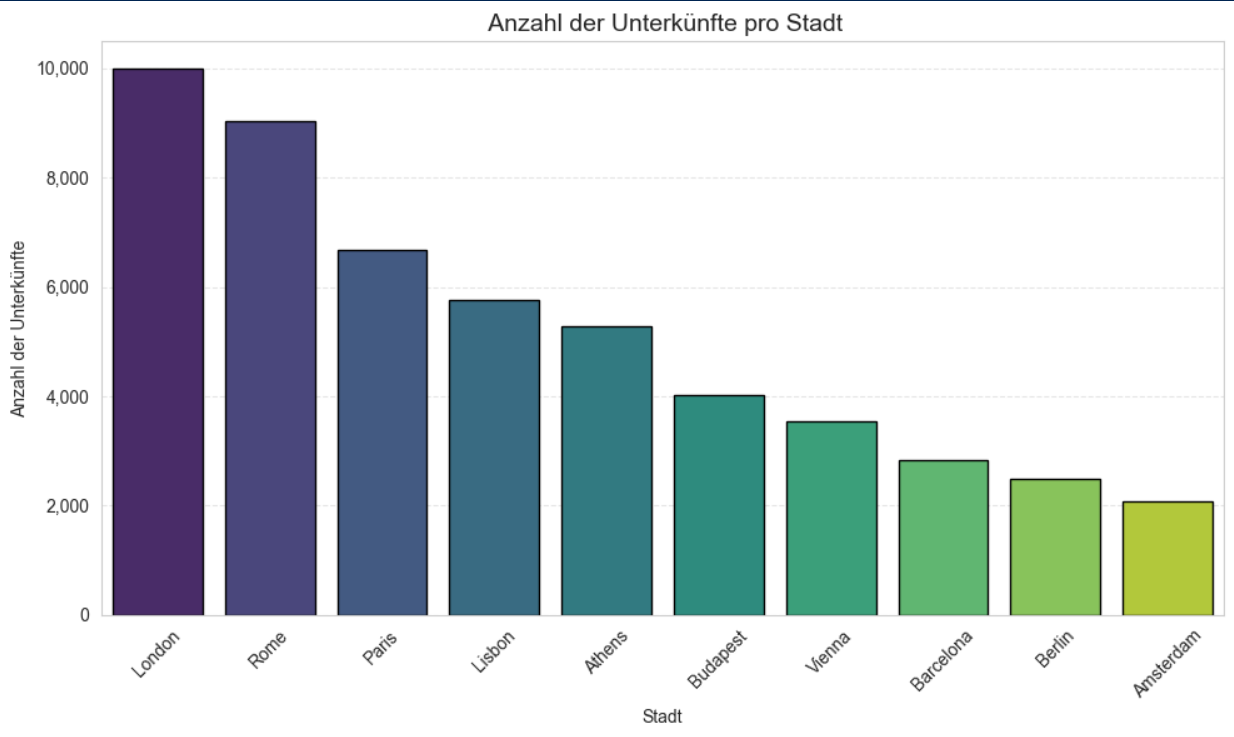 Anzahl der Unterkünfte pro Stadt
Anzahl der Unterkünfte
10,000
8,000
6,000
4,000
2,000
0
London
Rome
Paris
Lisbon
Athens
Budapest
Vienna
Barcelona
Berlin
Amsterdam
Stadt